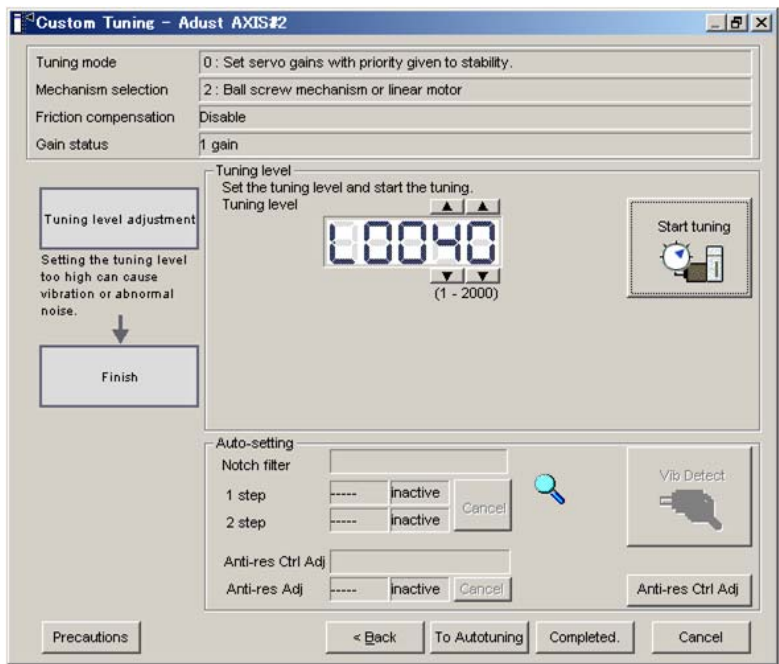 Custom Tuning - Adust AXIS#2
Tuning mode 0 : Set servo gains with priority given to stability.
Mechanism selection 2 : Ball screw mechanism or linear motor
Friction compensation Disable
Gain status 1 gain
Tuning level adjustment
Setting the tuning level
too high can cause
vibration or abnormal
noise.
Finish
Tuning level
Set the tuning level and start the tuning.
Tuning level
L0040
(1 - 2000)
Start tuning
Auto-setting
Notch filter
1 step ----- inactive
2 step ----- inactive
Cancel
Vib Detect
Anti-res Ctrl Adj
Anti-res Adj ----- inactive Cancel
Anti-res Ctrl Adj
Precautions < Back To Autotuning Completed. Cancel